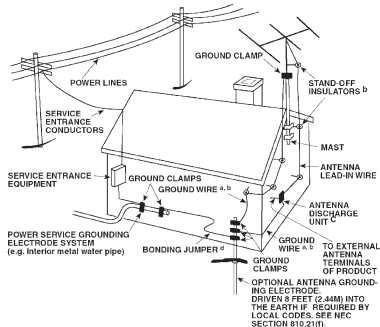 GROUND CLAMP
POWER LINES
STAND-OFF
INSULATORS b
SERVICE
ENTRANCE
CONDUCTORS
MAST
ANTENNA
LEAD-IN WIRE
SERVICE ENTRANCE
EQUIPMENT
GROUND CLAMPS
GROUND WIRE a, b
ANTENNA
DISCHARGE
UNIT C
POWER SERVICE GROUNDING
ELECTRODE SYSTEM
(e.g. Interior metal water pipe)
BONDING JUMPER d
GROUND
WIRE a, b
TO EXTERNAL
ANTENNA
TERMINALS
OF PRODUCT
GROUND
CLAMPS
OPTIONAL ANTENNA GROUND-
ING ELECTRODE.
DRIVEN 8 FEET (2.44M) INTO
THE EARTH IF REQUIRED BY
LOCAL CODES. SEE NEC
SECTION 810.21(f).